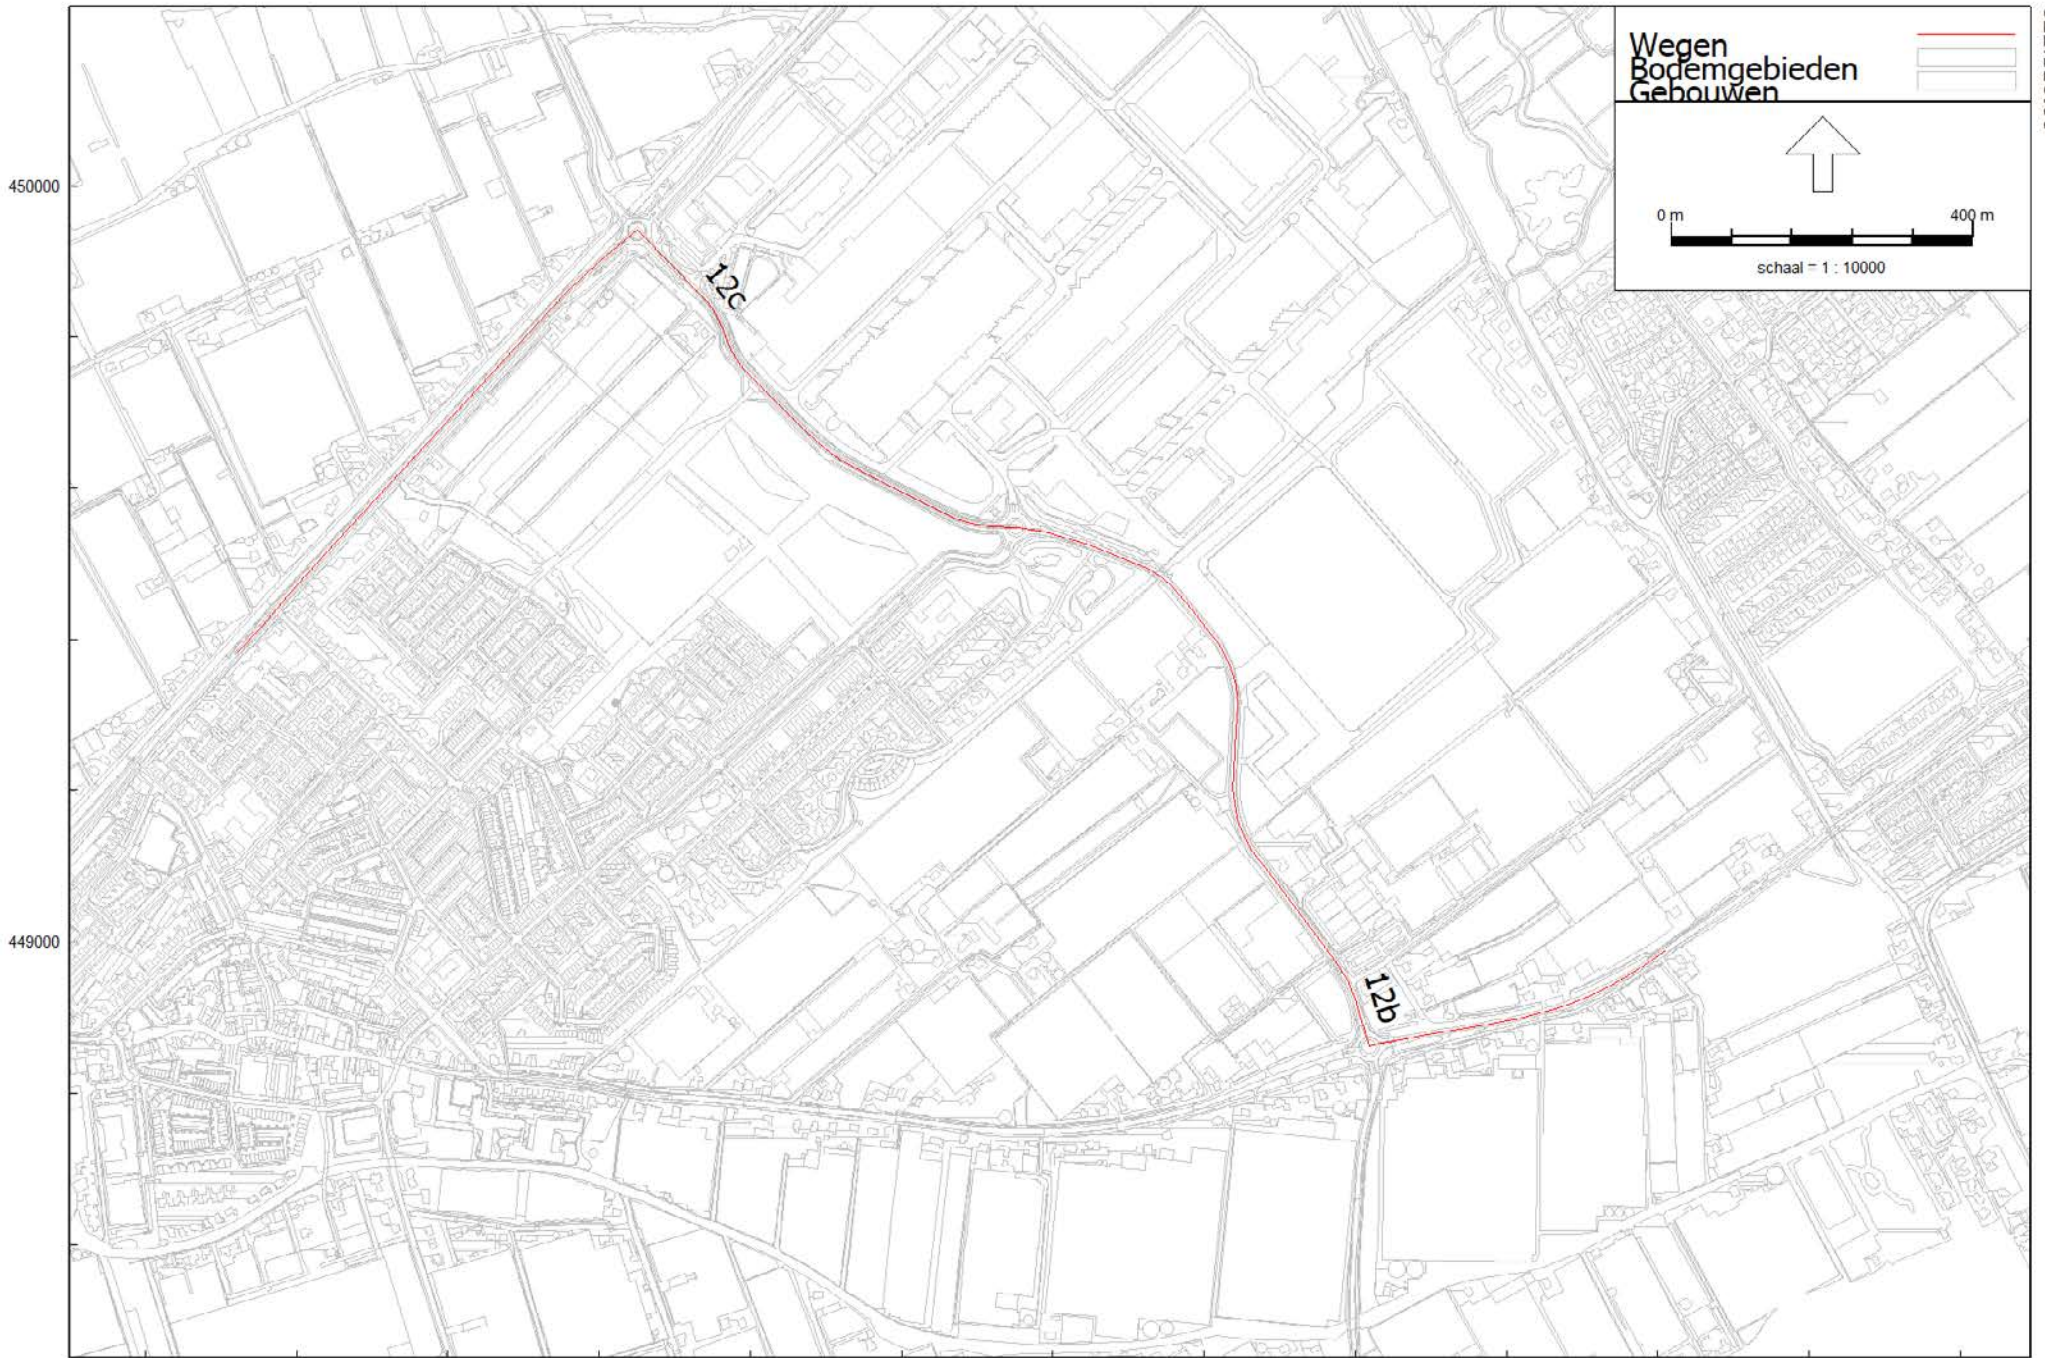 Wegen
Bodemgebieden
Gebouwen
0 m 400 m
schaal = 1 : 10000
450000
12c
449000
12b